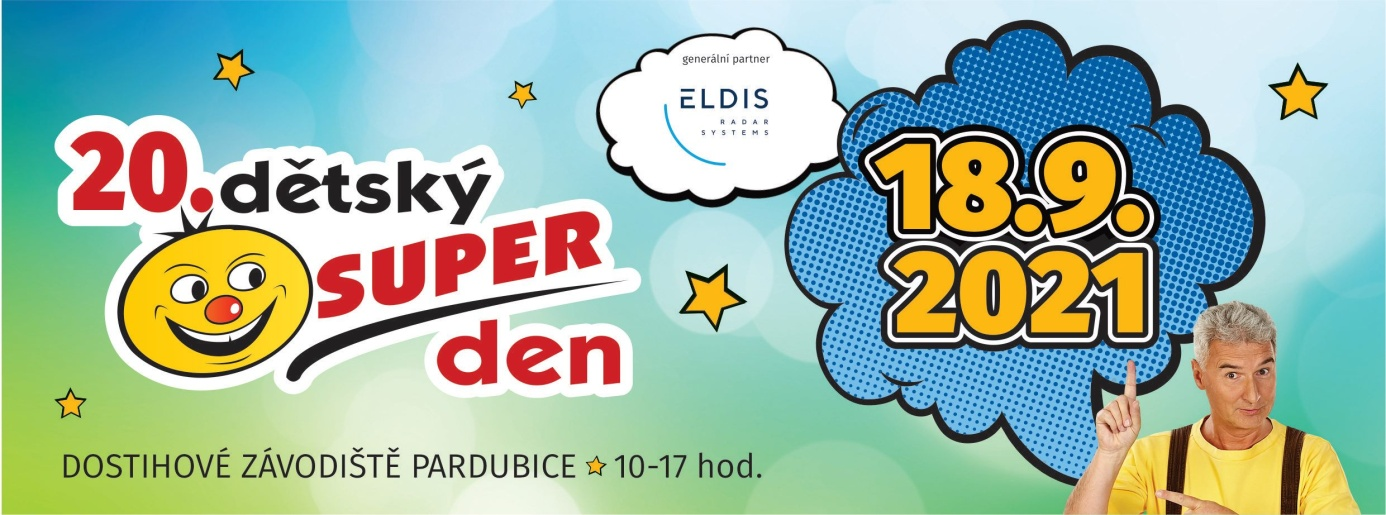 20. dětský
SUPER
den
DOSTIHOVÉ ZÁVODIŠTĚ PARDUBICE 10-17 hod.
generální partner
ELDIS
RADAR
SYSTEMS
18.9.
2021